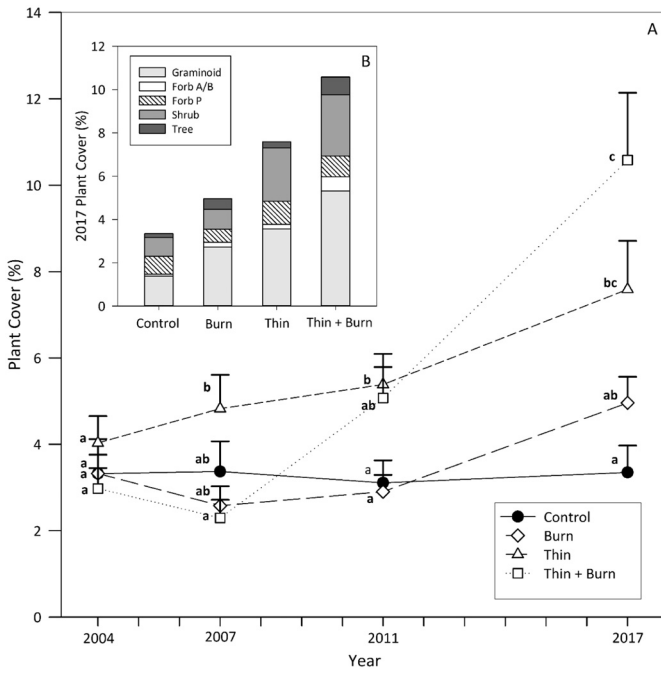 A
B
14
12
10
8
6
4
2
0
Plant Cover (%)
2004
2007
2011
2017
Year
12
10
8
6
4
2
0
2017 Plant Cover (%)
Graminoid
Forb A/B
Forb P
Shrub
Tree
Control
Burn
Thin
Thin + Burn
a
a
a
a
b
ab
ab
a
b
ab
a
a
c
bc
ab
a
Control
Burn
Thin
Thin + Burn